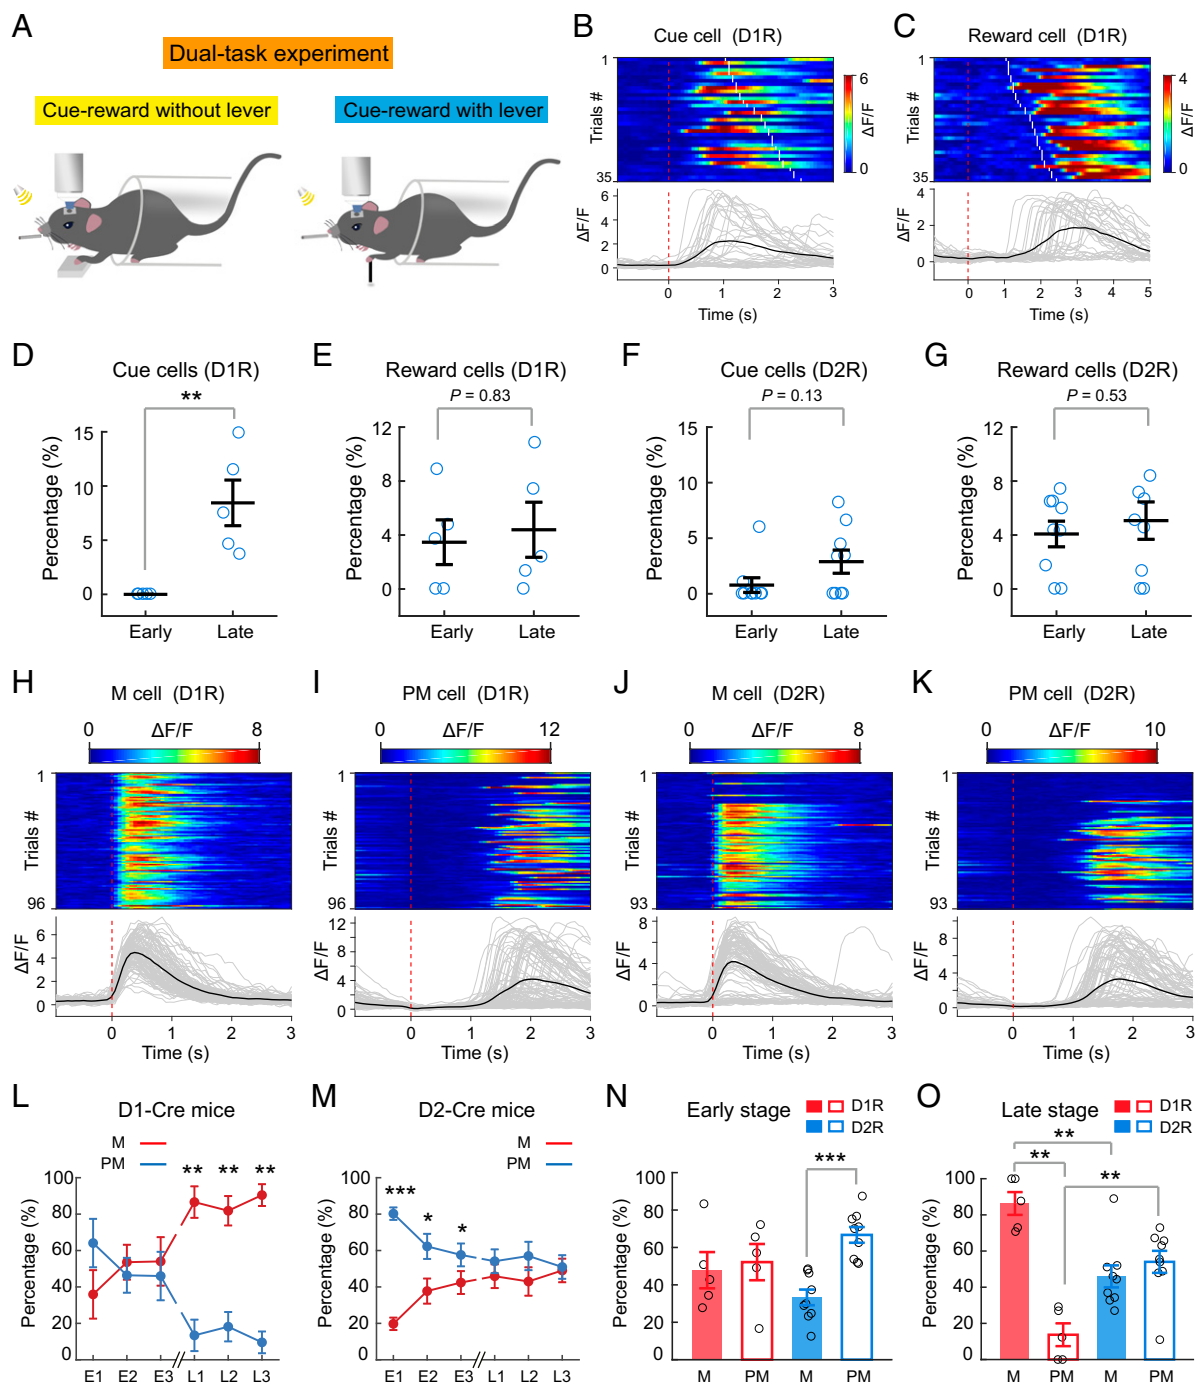 A
Dual-task experiment
Cue-reward without lever
Cue-reward with lever
B
Cue cell (D1R)
1
Trials #
35
6
ΔF/F
0
ΔF/F
6
4
2
0
0 1 2 3
Time (s)
C
Reward cell (D1R)
1
Trials #
35
4
ΔF/F
0
ΔF/F
4
2
0
0 1 2 3 4 5
Time (s)
D
Cue cells (D1R)
**
Percentage (%)
15
10
5
0
Early Late
E
Reward cells (D1R)
P = 0.83
Percentage (%)
12
8
4
0
Early Late
F
Cue cells (D2R)
P = 0.13
Percentage (%)
15
10
5
0
Early Late
G
Reward cells (D2R)
P = 0.53
Percentage (%)
12
8
4
0
Early Late
H
M cell (D1R)
0 ΔF/F 8
1
Trials #
96
ΔF/F
6
4
2
0
0 1 2 3
Time (s)
I
PM cell (D1R)
0 ΔF/F 12
1
Trials #
96
ΔF/F
12
8
4
0
0 1 2 3
Time (s)
J
M cell (D2R)
0 ΔF/F 8
1
Trials #
93
ΔF/F
8
4
0
0 1 2 3
Time (s)
K
PM cell (D2R)
0 ΔF/F 10
1
Trials #
93
ΔF/F
8
4
0
0 1 2 3
Time (s)
L
D1-Cre mice
M
PM
** ** **
Percentage (%)
100
80
60
40
20
0
E1 E2 E3 L1 L2 L3
M
D2-Cre mice
M
PM
*** * *
Percentage (%)
100
80
60
40
20
0
E1 E2 E3 L1 L2 L3
N
Early stage
D1R
D2R
***
Percentage (%)
100
80
60
40
20
0
M PM M PM
O
Late stage
D1R
D2R
**
**
**
Percentage (%)
100
80
60
40
20
0
M PM M PM